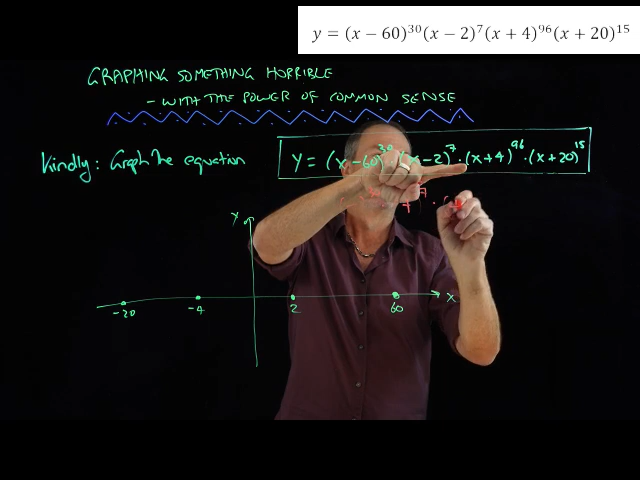 y = (x − 60)³⁰(x − 2)⁷(x + 4)⁹⁶(x + 20)¹⁵
GRAPHING SOMETHING HORRIBLE
- WITH THE POWER OF COMMON SENSE
Kindly: Graph the equation Y = (x - 60)³⁰ (x - 2)⁷ · (x + 4)⁹⁶ · (x + 20)¹⁵
7
Y
X
-20 -4 2 60